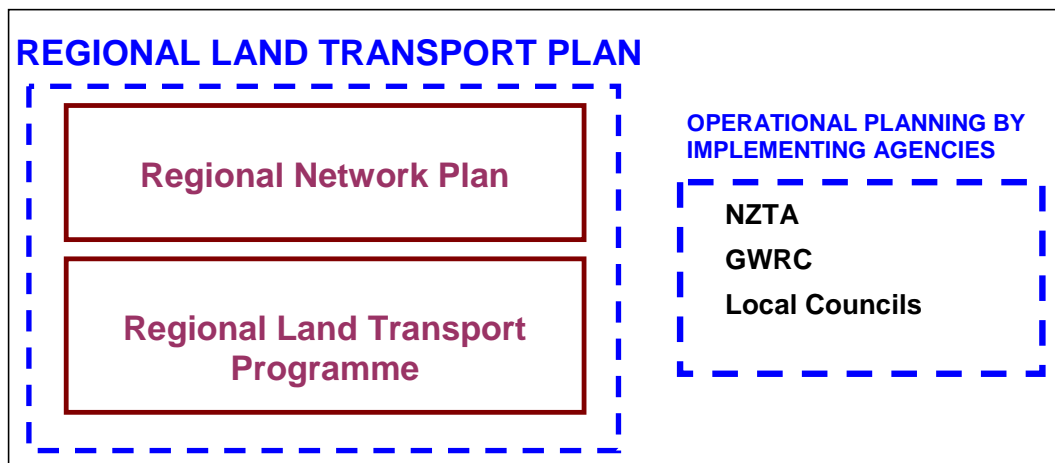 REGIONAL LAND TRANSPORT PLAN
Regional Network Plan
Regional Land Transport
Programme
OPERATIONAL PLANNING BY
IMPLEMENTING AGENCIES
NZTA
GWRC
Local Councils